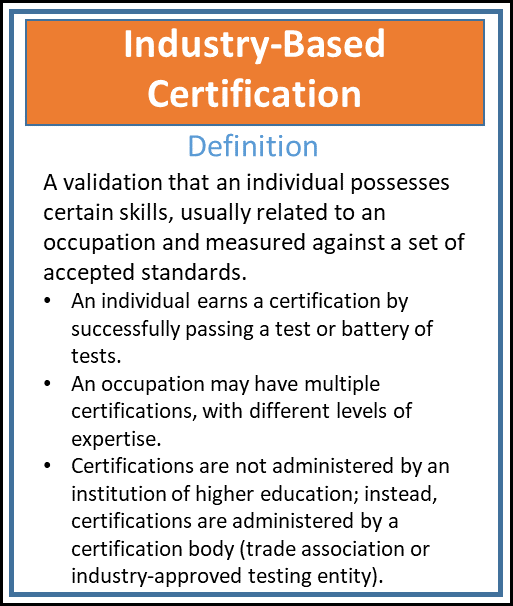 Industry-Based
Certification
Definition
A validation that an individual possesses
certain skills, usually related to an
occupation and measured against a set of
accepted standards.
• An individual earns a certification by
successfully passing a test or battery of
tests.
• An occupation may have multiple
certifications, with different levels of
expertise.
• Certifications are not administered by an
institution of higher education; instead,
certifications are administered by a
certification body (trade association or
industry-approved testing entity).